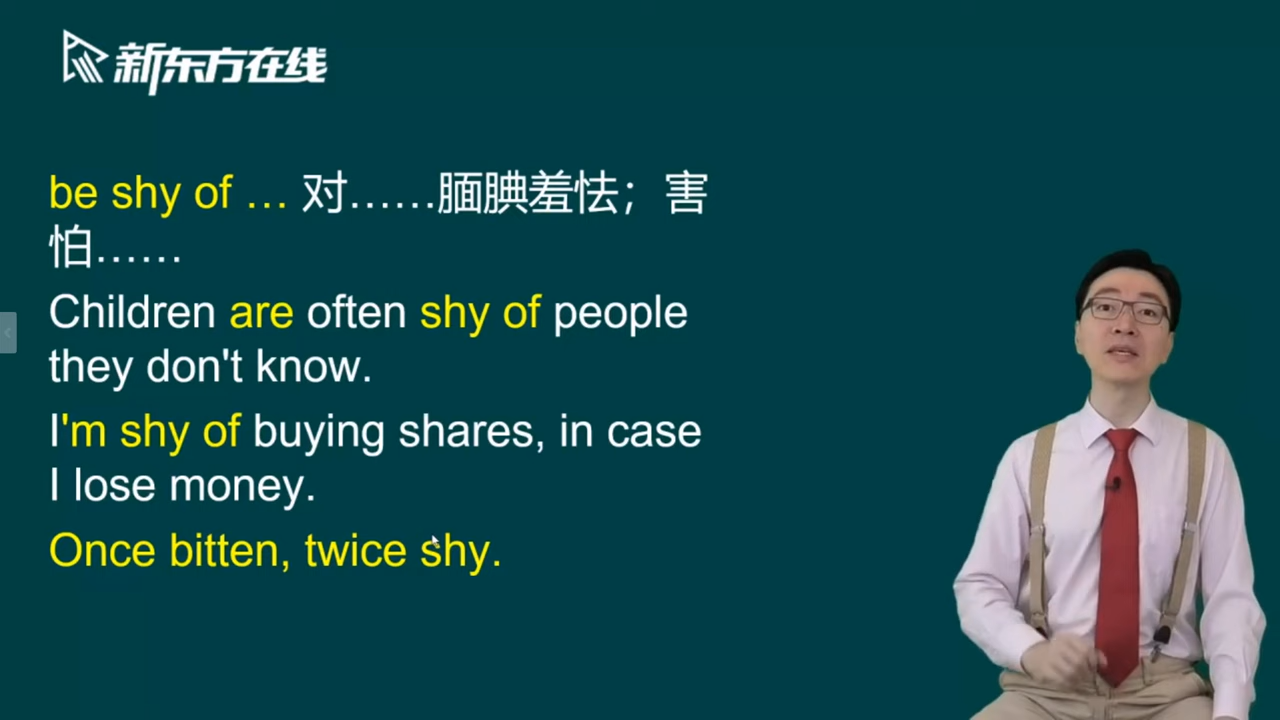 新东方在线
be shy of … 对……腼腆羞怯；害
怕……
Children are often shy of people
they don't know.
I'm shy of buying shares, in case
I lose money.
Once bitten, twice shy.